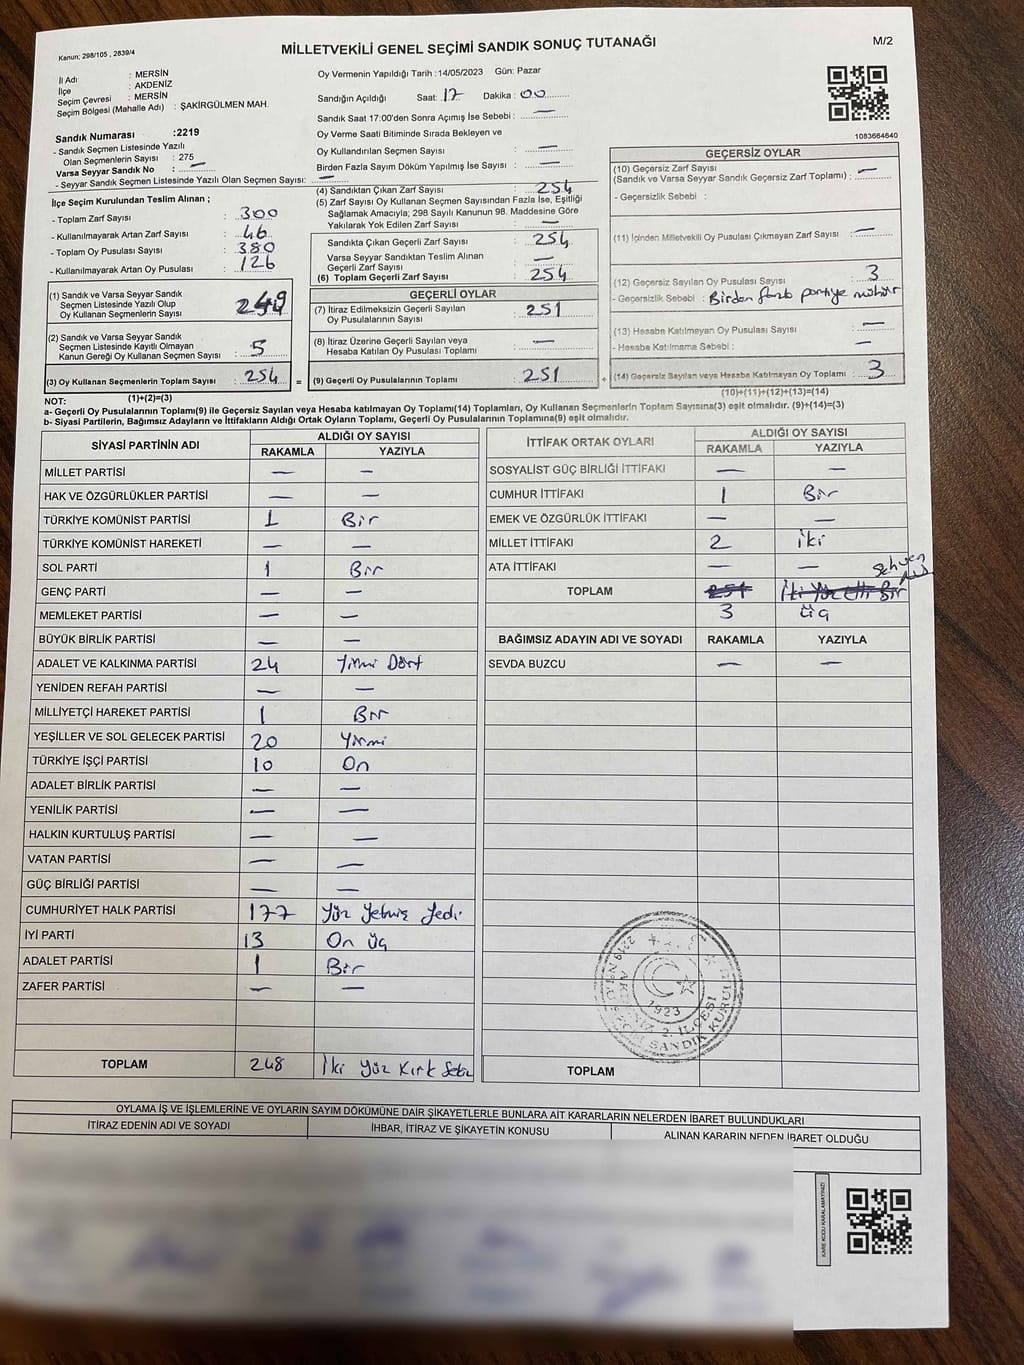 Kanun: 298/105 , 2839/4
MİLLETVEKİLİ GENEL SEÇİMİ SANDIK SONUÇ TUTANAĞI
M/2
İl Adı : MERSİN
İlçe : AKDENİZ
Seçim Çevresi : MERSİN
Seçim Bölgesi (Mahalle Adı) : ŞAKİRGÜLMEN MAH.
Sandık Numarası :2219
- Sandık Seçmen Listesinde Yazılı
Olan Seçmenlerin Sayısı : 275
Varsa Seyyar Sandık No : —
- Seyyar Sandık Seçmen Listesinde Yazılı Olan Seçmen Sayısı: —
Oy Vermenin Yapıldığı Tarih :14/05/2023 Gün: Pazar
Sandığın Açıldığı Saat: 17 Dakika : 00
Sandık Saat 17:00'den Sonra Açımış İse Sebebi : —
Oy Verme Saati Bitiminde Sırada Bekleyen ve
Oy Kullandırılan Seçmen Sayısı : —
Birden Fazla Sayım Döküm Yapılmış İse Sayısı : —
1083664640
İlçe Seçim Kurulundan Teslim Alınan ;
- Toplam Zarf Sayısı : 300
- Kullanılmayarak Artan Zarf Sayısı : 46
- Toplam Oy Pusulası Sayısı : 380
- Kullanılmayarak Artan Oy Pusulası : 126
(1) Sandık ve Varsa Seyyar Sandık
Seçmen Listesinde Yazılı Olup
Oy Kullanan Seçmenlerin Sayısı : 249
(2) Sandık ve Varsa Seyyar Sandık
Seçmen Listesinde Kayıtlı Olmayan
Kanun Gereği Oy Kullanan Seçmen Sayısı : 5
(3) Oy Kullanan Seçmenlerin Toplam Sayısı : 254 =
(1)+(2)=(3)
(4) Sandıktan Çıkan Zarf Sayısı : 254
(5) Zarf Sayısı Oy Kullanan Seçmen Sayısından Fazla İse, Eşitliği
Sağlamak Amacıyla; 298 Sayılı Kanunun 98. Maddesine Göre
Yakılarak Yok Edilen Zarf Sayısı : —
Sandıkta Çıkan Geçerli Zarf Sayısı : 254
Varsa Seyyar Sandıktan Teslim Alınan
Geçerli Zarf Sayısı : —
(6) Toplam Geçerli Zarf Sayısı : 254
GEÇERLİ OYLAR
(7) İtiraz Edilmeksizin Geçerli Sayılan
Oy Pusulalarının Sayısı : 251
(8) İtiraz Üzerine Geçerli Sayılan veya
Hesaba Katılan Oy Pusulası Toplamı : —
(9) Geçerli Oy Pusulalarının Toplamı : 251 +
GEÇERSİZ OYLAR
(10) Geçersiz Zarf Sayısı
(Sandık ve Varsa Seyyar Sandık Geçersiz Zarf Toplamı) : —
- Geçersizlik Sebebi :
(11) İçinden Milletvekili Oy Pusulası Çıkmayan Zarf Sayısı : —
(12) Geçersiz Sayılan Oy Pusulası Sayısı : 3
- Geçersizlik Sebebi : Birden fazla partiye mühür
(13) Hesaba Katılmayan Oy Pusulası Sayısı : —
- Hesaba Katılmama Sebebi : —
(14) Geçersiz Sayılan veya Hesaba Katılmayan Oy Toplamı : 3
(10)+(11)+(12)+(13)=(14)
NOT:
a- Geçerli Oy Pusulalarının Toplamı(9) ile Geçersiz Sayılan veya Hesaba katılmayan Oy Toplamı(14) Toplamları, Oy Kullanan Seçmenlerin Toplam Sayısına(3) eşit olmalıdır. (9)+(14)=(3)
b- Siyasi Partilerin, Bağımsız Adayların ve İttifakların Aldığı Ortak Oyların Toplamı, Geçerli Oy Pusulalarının Toplamına(9) eşit olmalıdır.
SİYASİ PARTİNİN ADI ALDIĞI OY SAYISI
RAKAMLA YAZIYLA
MİLLET PARTİSİ — —
HAK VE ÖZGÜRLÜKLER PARTİSİ — —
TÜRKİYE KOMÜNİST PARTİSİ 1 Bir
TÜRKİYE KOMÜNİST HAREKETİ — —
SOL PARTİ 1 Bir
GENÇ PARTİ — —
MEMLEKET PARTİSİ — —
BÜYÜK BİRLİK PARTİSİ — —
ADALET VE KALKINMA PARTİSİ 24 Yirmi Dört
YENİDEN REFAH PARTİSİ — —
MİLLİYETÇİ HAREKET PARTİSİ 1 Bir
YEŞİLLER VE SOL GELECEK PARTİSİ 20 Yirmi
TÜRKİYE İŞÇİ PARTİSİ 10 On
ADALET BİRLİK PARTİSİ — —
YENİLİK PARTİSİ — —
HALKIN KURTULUŞ PARTİSİ — —
VATAN PARTİSİ — —
GÜÇ BİRLİĞİ PARTİSİ — —
CUMHURİYET HALK PARTİSİ 177 Yüz Yetmiş Yedi
İYİ PARTİ 13 On üç
ADALET PARTİSİ 1 Bir
ZAFER PARTİSİ — —
TOPLAM 248 İki yüz Kırk Sekiz
İTTİFAK ORTAK OYLARI ALDIĞI OY SAYISI
RAKAMLA YAZIYLA
SOSYALİST GÜÇ BİRLİĞİ İTTİFAKI — —
CUMHUR İTTİFAKI 1 Bir
EMEK VE ÖZGÜRLÜK İTTİFAKI — —
MİLLET İTTİFAKI 2 iki
ATA İTTİFAKI — —
Sehven
TOPLAM 251 İki Yüz Elli Bir
3 üç
BAĞIMSIZ ADAYIN ADI VE SOYADI RAKAMLA YAZIYLA
SEVDA BUZCU — —
1923
TOPLAM
OYLAMA İŞ VE İŞLEMLERİNE VE OYLARIN SAYIM DÖKÜMÜNE DAİR ŞİKAYETLERLE BUNLARA AİT KARARLARIN NELERDEN İBARET BULUNDUKLARI
İTİRAZ EDENİN ADI VE SOYADI İHBAR, İTİRAZ VE ŞİKAYETİN KONUSU ALINAN KARARIN NEDEN İBARET OLDUĞU
KARE KODU KARALAMAYINIZ!